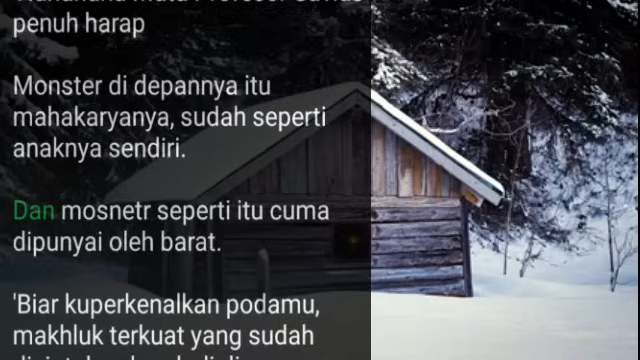 penuh harap
Monster di depannya itu
mahakaryanya, sudah seperti
anaknya sendiri.
Dan mosnetr seperti itu cuma
dipunyai oleh barat.
'Biar kuperkenalkan podamu,
makhluk terkuat yang sudah